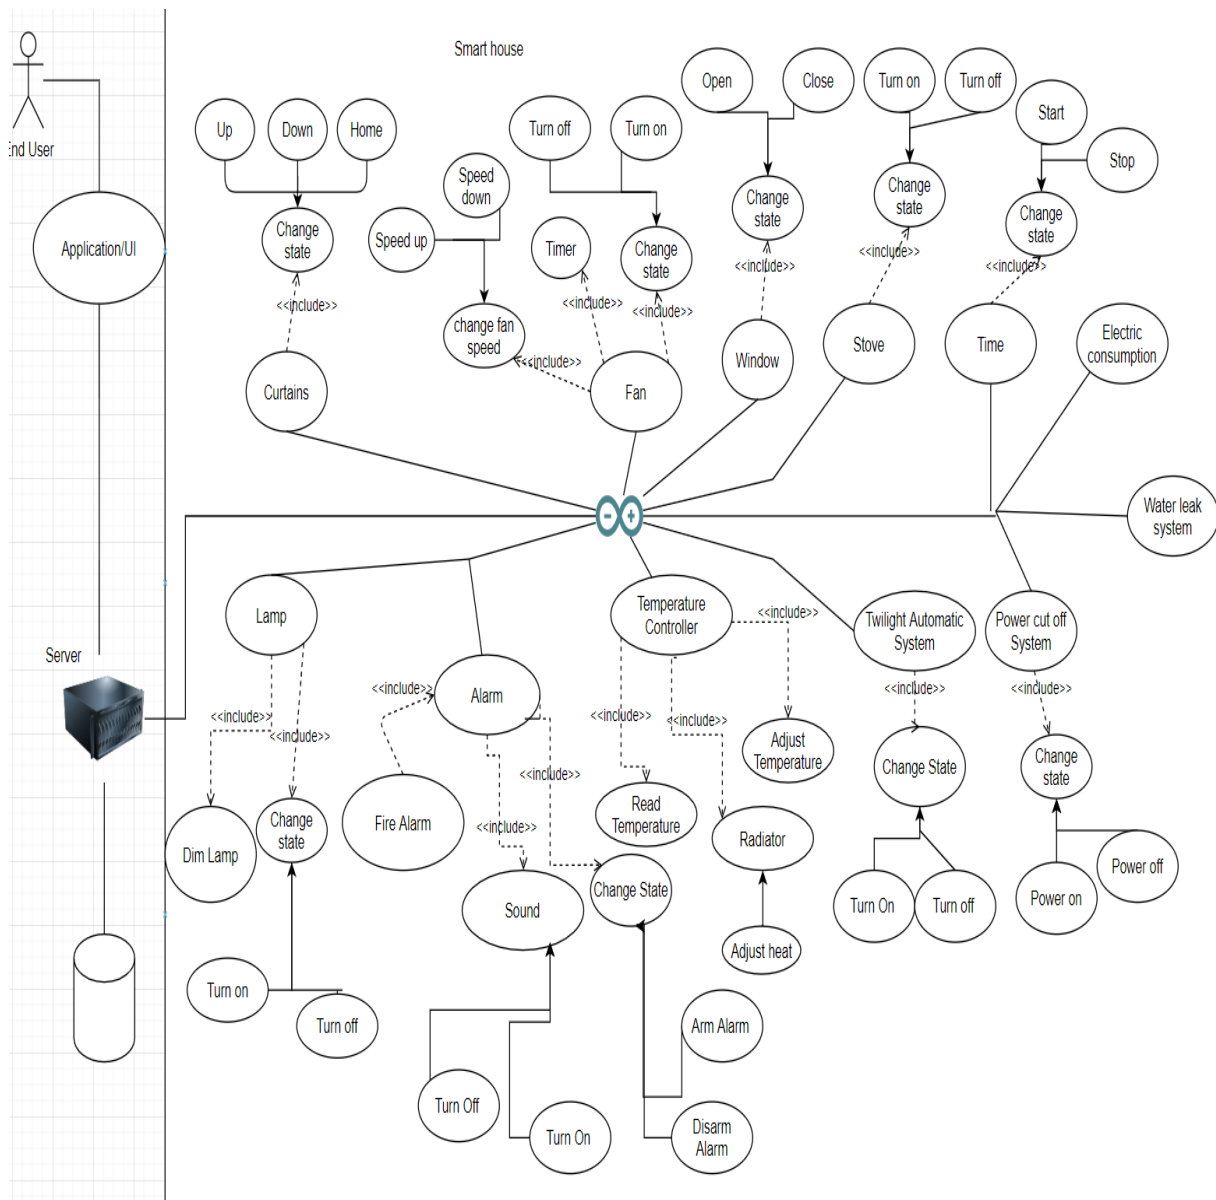 Smart house
End User
Application/UI
Server
Up
Down
Home
Change
state
<<include>>
Curtains
Speed
down
Speed up
change fan
speed
<<include>>
Turn off
Turn on
Timer
Change
state
<<include>>
<<include>>
Fan
Open
Close
Change
state
<<include>>
Window
Turn on
Turn off
Change
state
<<include>>
Stove
Start
Stop
Change
state
<<include>>
Time
Electric
consumption
Water leak
system
Lamp
<<include>>
<<include>>
Dim Lamp
Change
state
Turn on
Turn off
Alarm
<<include>>
Fire Alarm
<<include>>
<<include>>
Sound
Change State
Turn Off
Turn On
Arm Alarm
Disarm
Alarm
Temperature
Controller
<<include>>
<<include>>
<<include>>
Adjust
Temperature
Read
Temperature
Radiator
Adjust heat
Twilight Automatic
System
<<include>>
Change State
Turn On
Turn off
Power cut off
System
<<include>>
Change
state
Power on
Power off